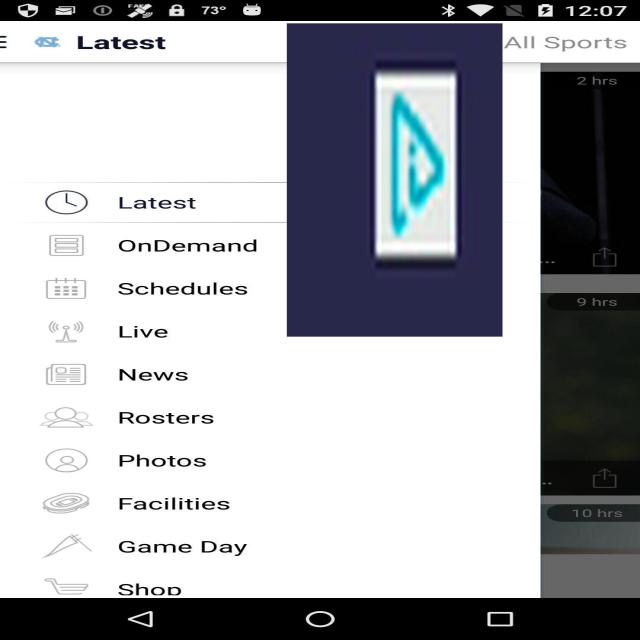 73° 12:07
Latest All Sports
2 hrs
Latest
OnDemand
Schedules
Live
9 hrs
News
Rosters
Photos
Facilities
10 hrs
Game Day
Shop